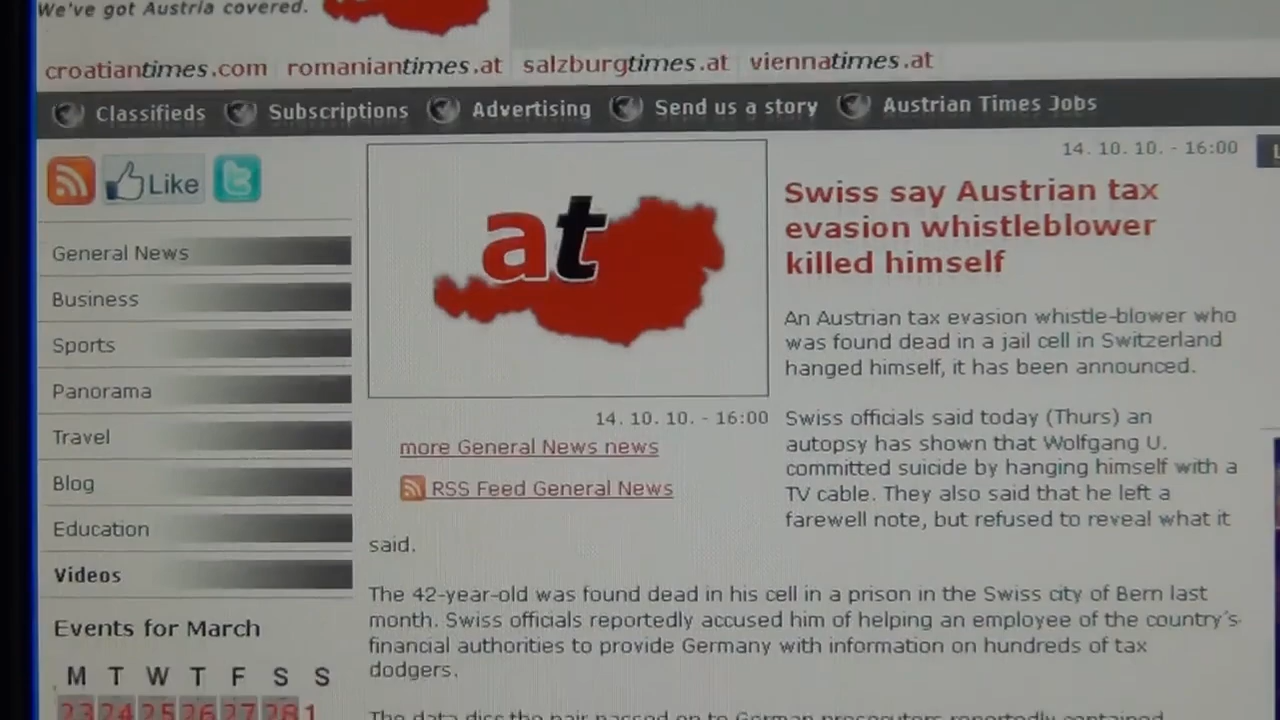 We've got Austria covered.
croatiantimes.com romaniantimes.at salzburgtimes.at viennatimes.at
Classifieds Subscriptions Advertising Send us a story Austrian Times Jobs
Like
General News
Business
Sports
Panorama
Travel
Blog
Education
Videos
Events for March
M T W T F S S
23 24 25 26 27 28 1
at
14. 10. 10. - 16:00
more General News news
RSS Feed General News
14. 10. 10. - 16:00
Swiss say Austrian tax
evasion whistleblower
killed himself
An Austrian tax evasion whistle-blower who
was found dead in a jail cell in Switzerland
hanged himself, it has been announced.
Swiss officials said today (Thurs) an
autopsy has shown that Wolfgang U.
committed suicide by hanging himself with a
TV cable. They also said that he left a
farewell note, but refused to reveal what it
said.
The 42-year-old was found dead in his cell in a prison in the Swiss city of Bern last
month. Swiss officials reportedly accused him of helping an employee of the country's
financial authorities to provide Germany with information on hundreds of tax
dodgers.